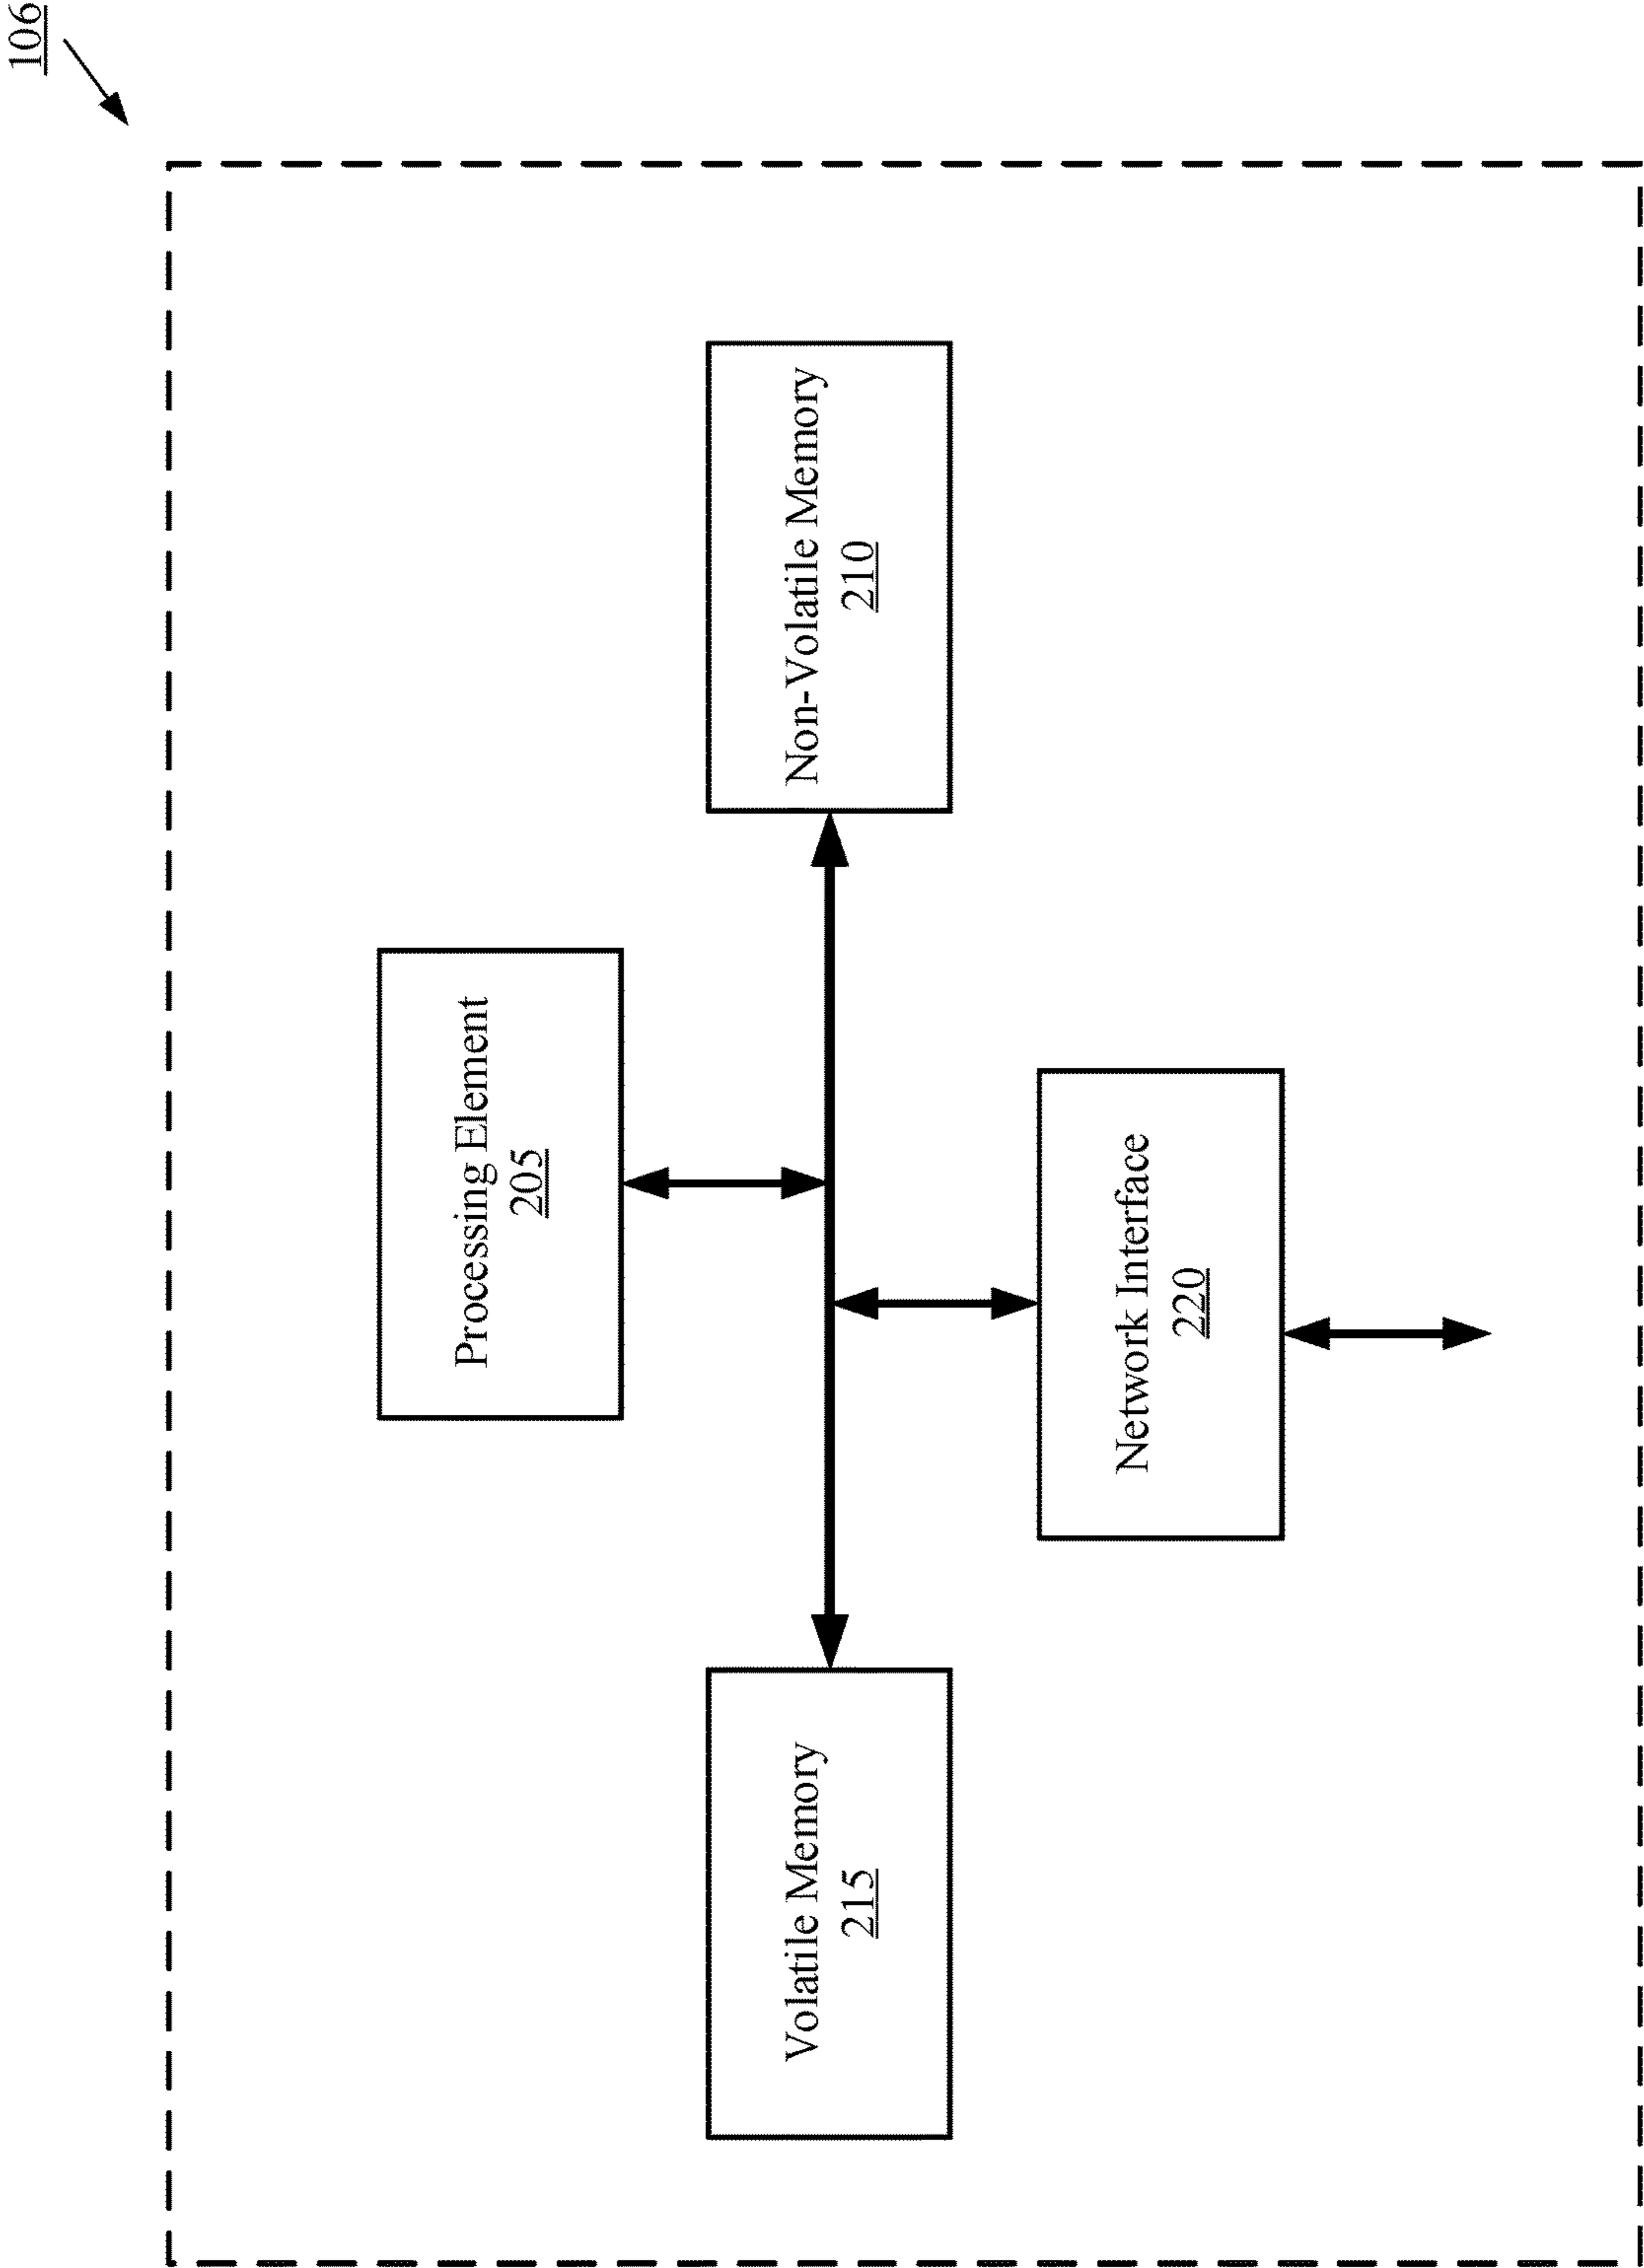 106
Processing Element
205
Volatile Memory
215
Non-Volatile Memory
210
Network Interface
220